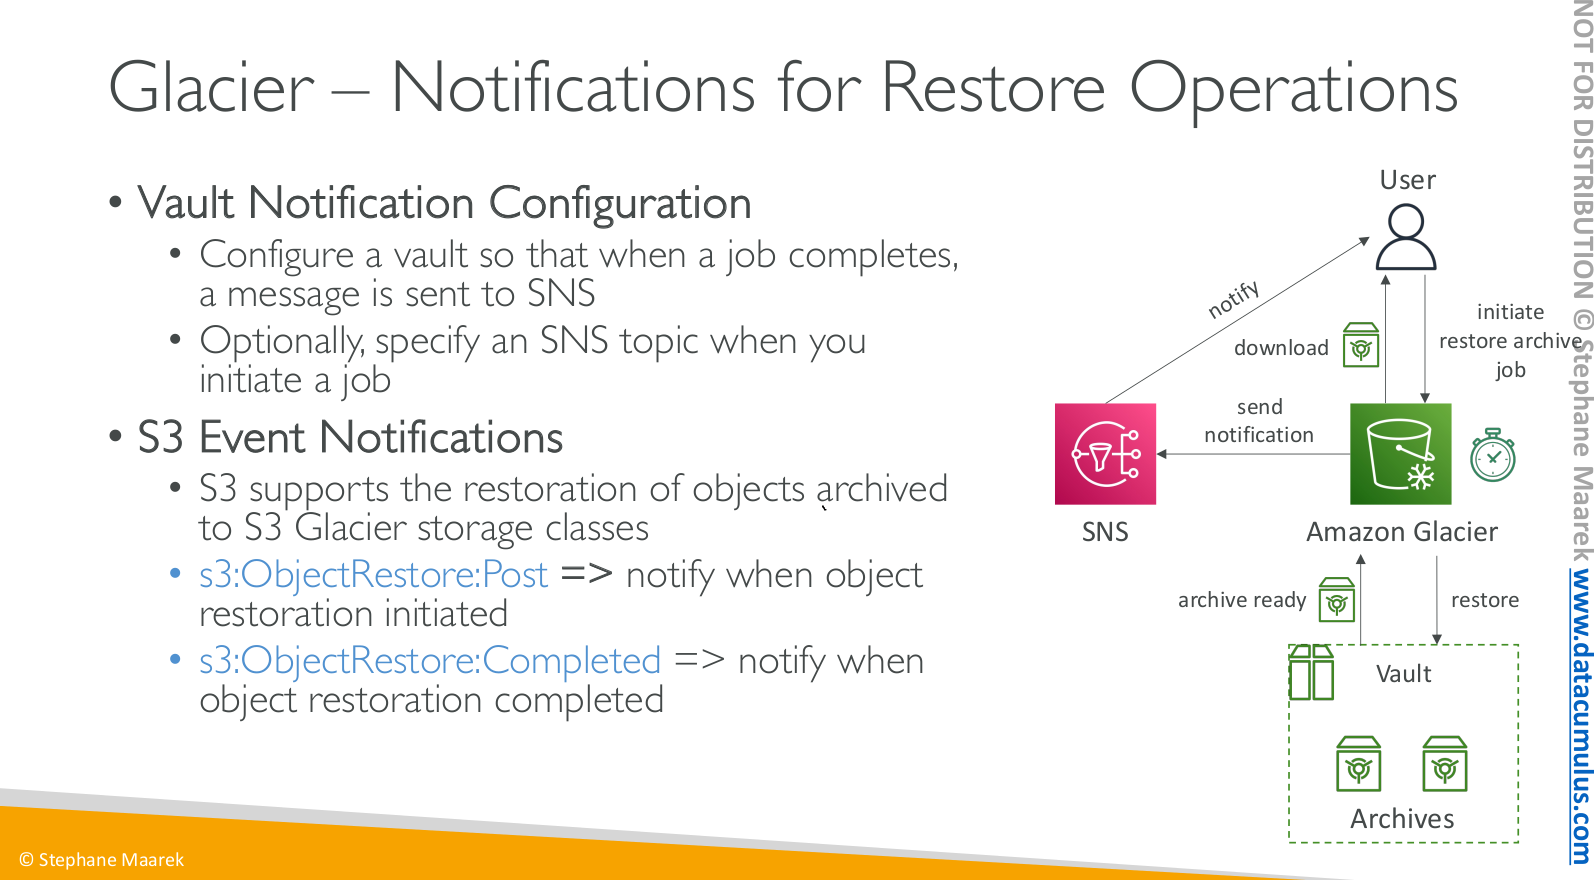 Glacier – Notifications for Restore Operations
• Vault Notification Configuration
• Configure a vault so that when a job completes,
a message is sent to SNS
• Optionally, specify an SNS topic when you
initiate a job
• S3 Event Notifications
• S3 supports the restoration of objects archived
to S3 Glacier storage classes
• s3:ObjectRestore:Post => notify when object
restoration initiated
• s3:ObjectRestore:Completed => notify when
object restoration completed
User
notify
download
initiate
restore archive
job
send
notification
SNS
Amazon Glacier
archive ready
restore
Vault
Archives
© Stephane Maarek
NOT FOR DISTRIBUTION © Stephane Maarek www.datacumulus.com